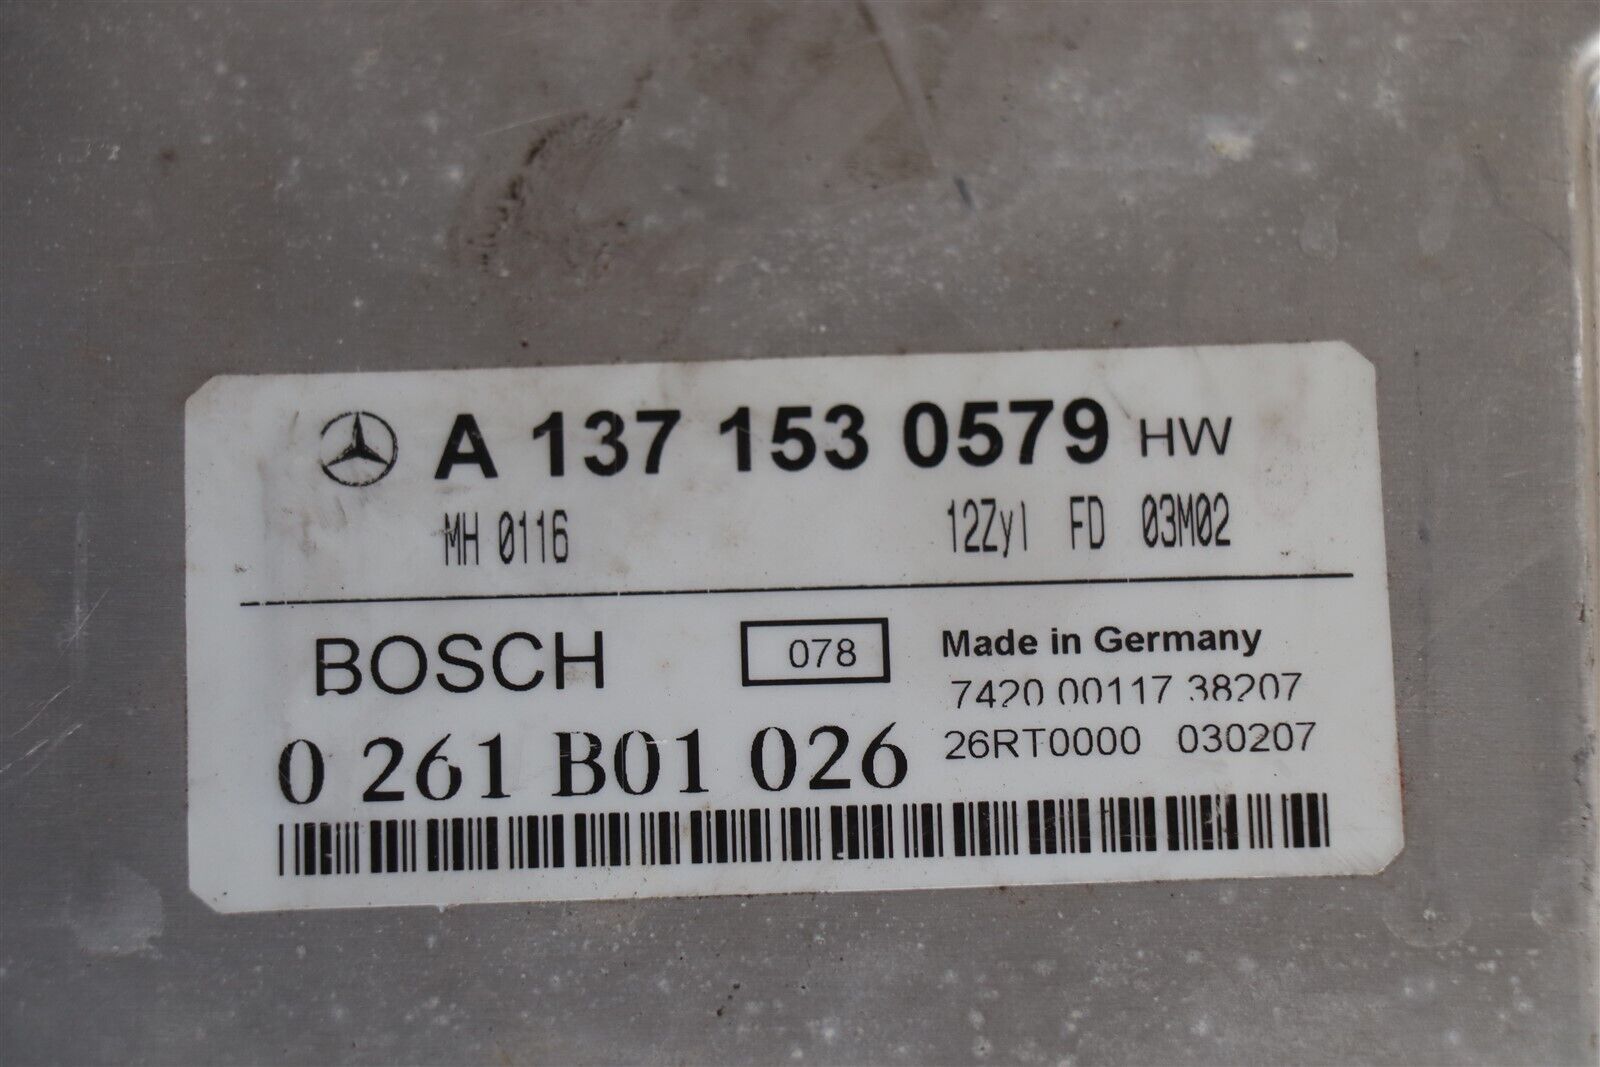 A 137 153 0579 HW
MH 0116 12Zyl FD 03M02
BOSCH 078 Made in Germany
7420 00117 38207
0 261 B01 026 26RT0000 030207